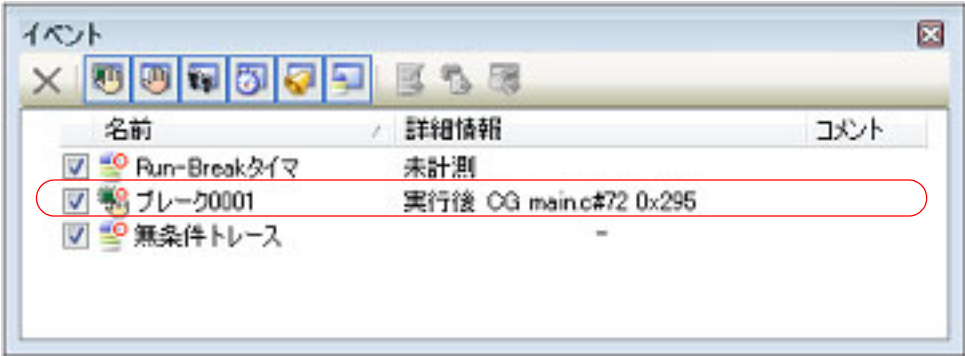 イベント
名前 詳細情報 コメント
Run-Breakタイマ 未計測
ブレーク0001 実行後 CG_main.c#72 0x295
無条件トレース -